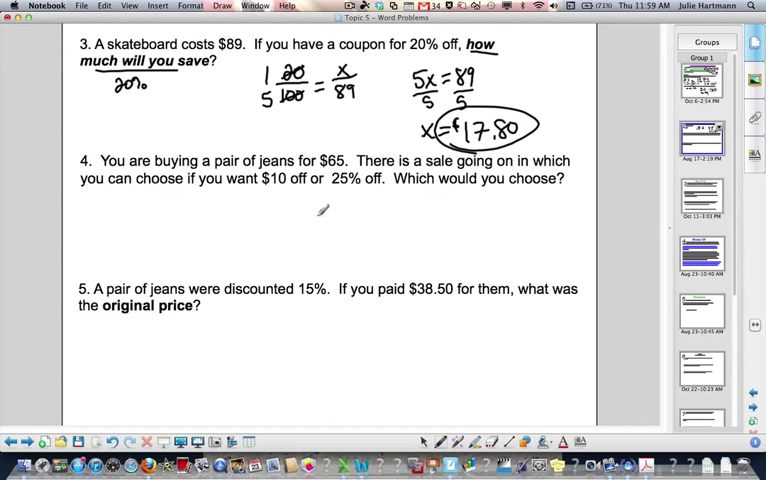 Notebook File Edit View Insert Format Draw Window Help 34 (71%) Thu 11:59 AM Julie Hartmann
Topic 5 – Word Problems
3. A skateboard costs $89. If you have a coupon for 20% off, how
much will you save?
20%
1 20 = x
5 100 89
5x = 89
5 5
x = $17.80
4. You are buying a pair of jeans for $65. There is a sale going on in which
you can choose if you want $10 off or 25% off. Which would you choose?
5. A pair of jeans were discounted 15%. If you paid $38.50 for them, what was
the original price?
Groups
Group 1
Oct 6-2:54 PM
Aug 17-2:19 PM
Oct 11-3:03 PM
Aug 23-10:40 AM
Aug 23-10:45 AM
Oct 22-10:23 AM